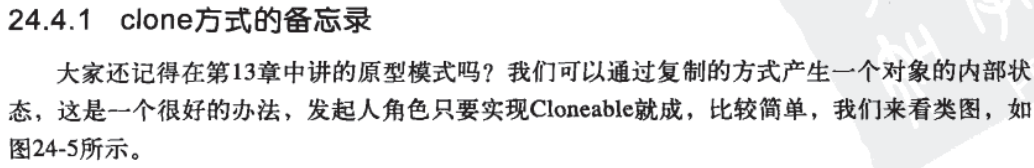 24.4.1 clone方式的备忘录
大家还记得在第13章中讲的原型模式吗？我们可以通过复制的方式产生一个对象的内部状
态，这是一个很好的办法，发起人角色只要实现Cloneable就成，比较简单，我们来看类图，如
图24-5所示。